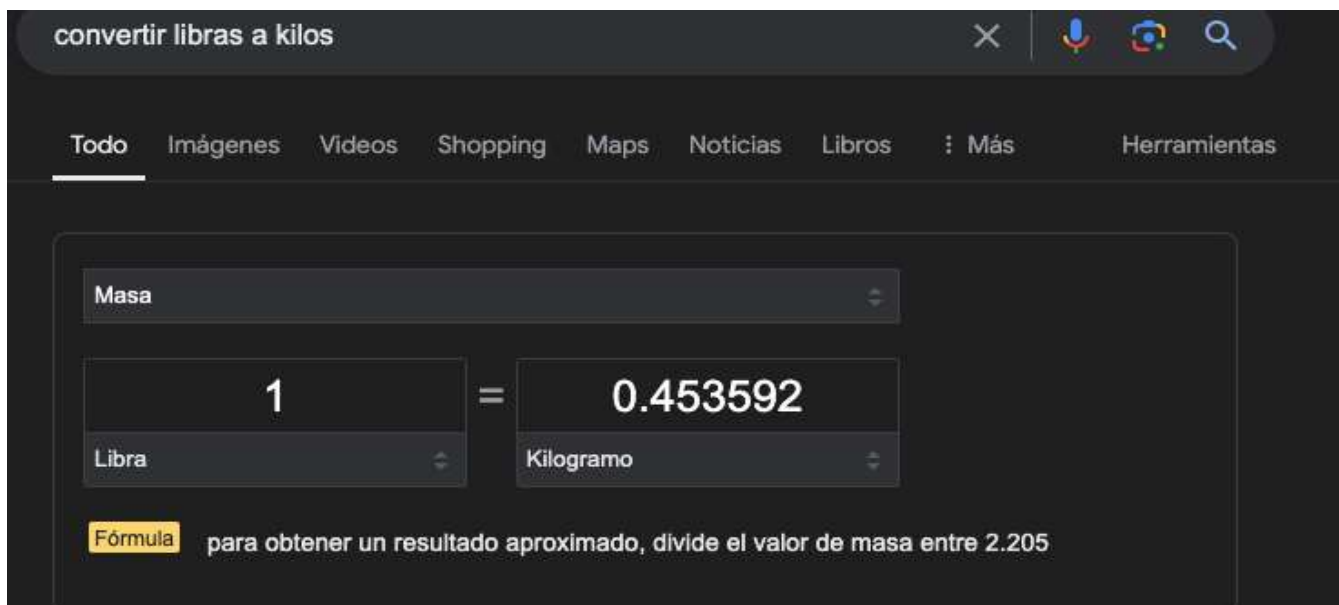 convertir libras a kilos
Todo Imágenes Videos Shopping Maps Noticias Libros Más Herramientas
Masa
1 = 0.453592
Libra Kilogramo
Fórmula para obtener un resultado aproximado, divide el valor de masa entre 2.205